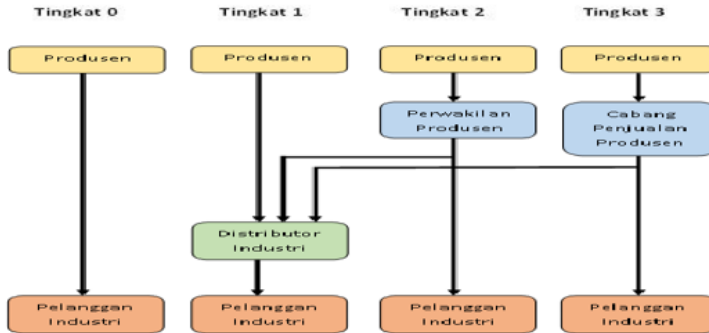 Tingkat 0 Tingkat 1 Tingkat 2 Tingkat 3
Produsen Produsen Produsen Produsen
Perwakilan
Produsen
Cabang
Penjualan
Produsen
Distributor
Industri
Pelanggan
Industri
Pelanggan
Industri
Pelanggan
Industri
Pelanggan
Industri